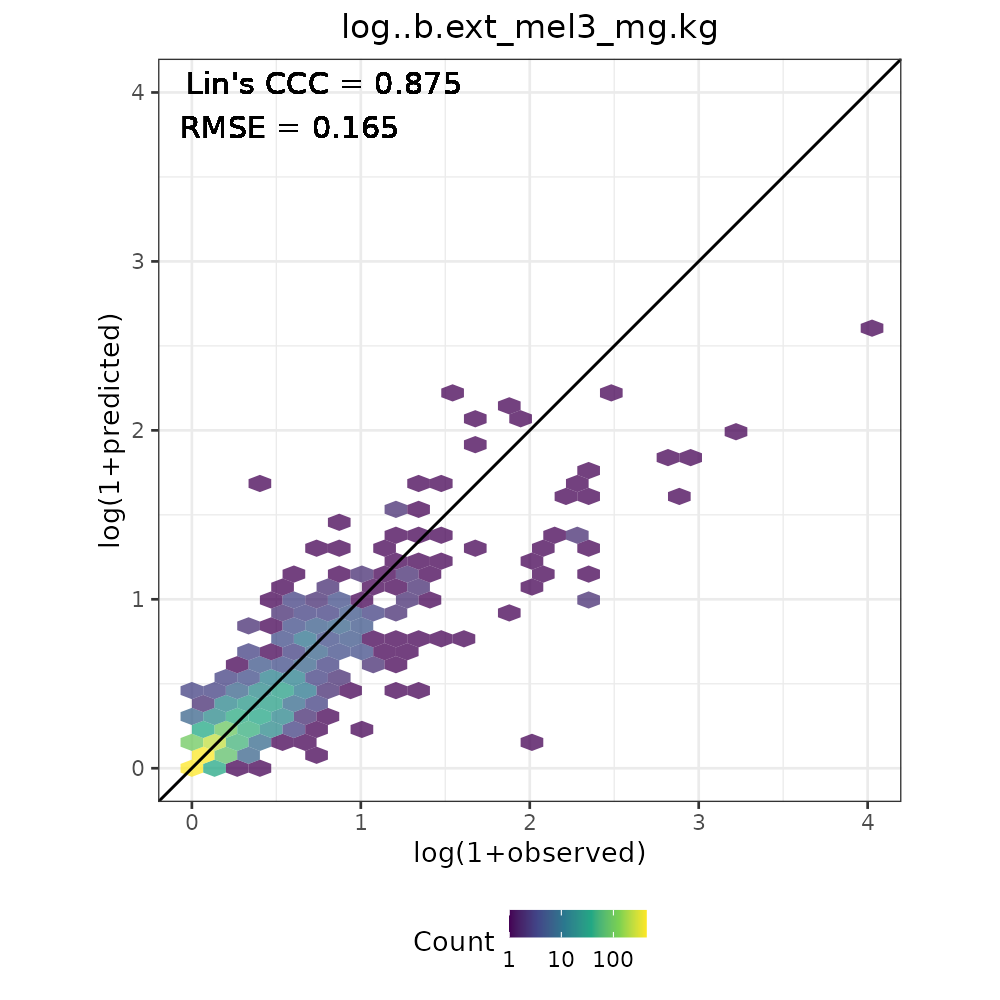 log..b.ext_mel3_mg.kg
Lin's CCC = 0.875
RMSE = 0.165
4
3
2
1
0
log(1+predicted)
0 1 2 3 4
log(1+observed)
Count
1 10 100